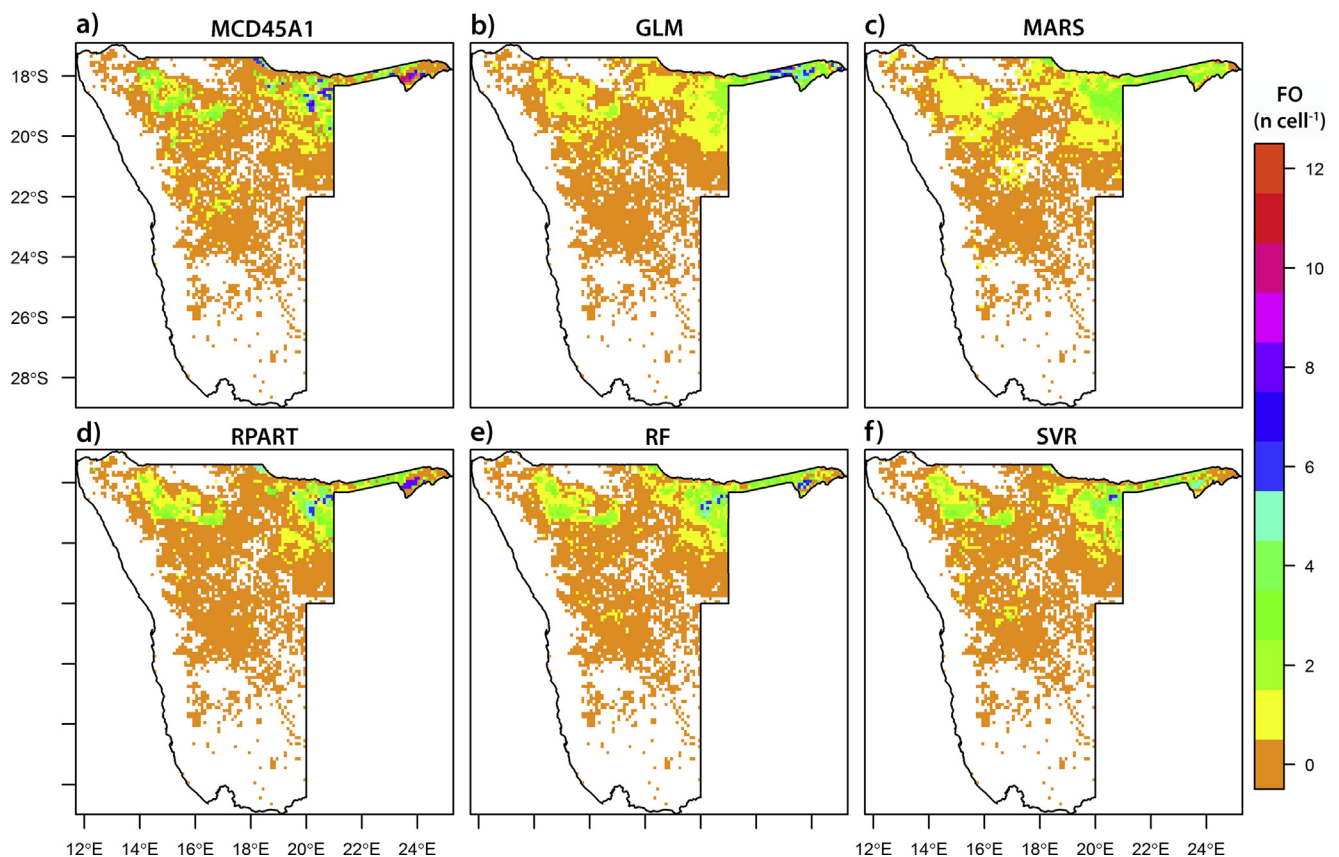 a) MCD45A1
b) GLM
c) MARS
18°S
20°S
22°S
24°S
26°S
28°S
FO
(n cell⁻¹)
12
10
8
6
4
2
0
d) RPART
e) RF
f) SVR
12°E 14°E 16°E 18°E 20°E 22°E 24°E
12°E 14°E 16°E 18°E 20°E 22°E 24°E